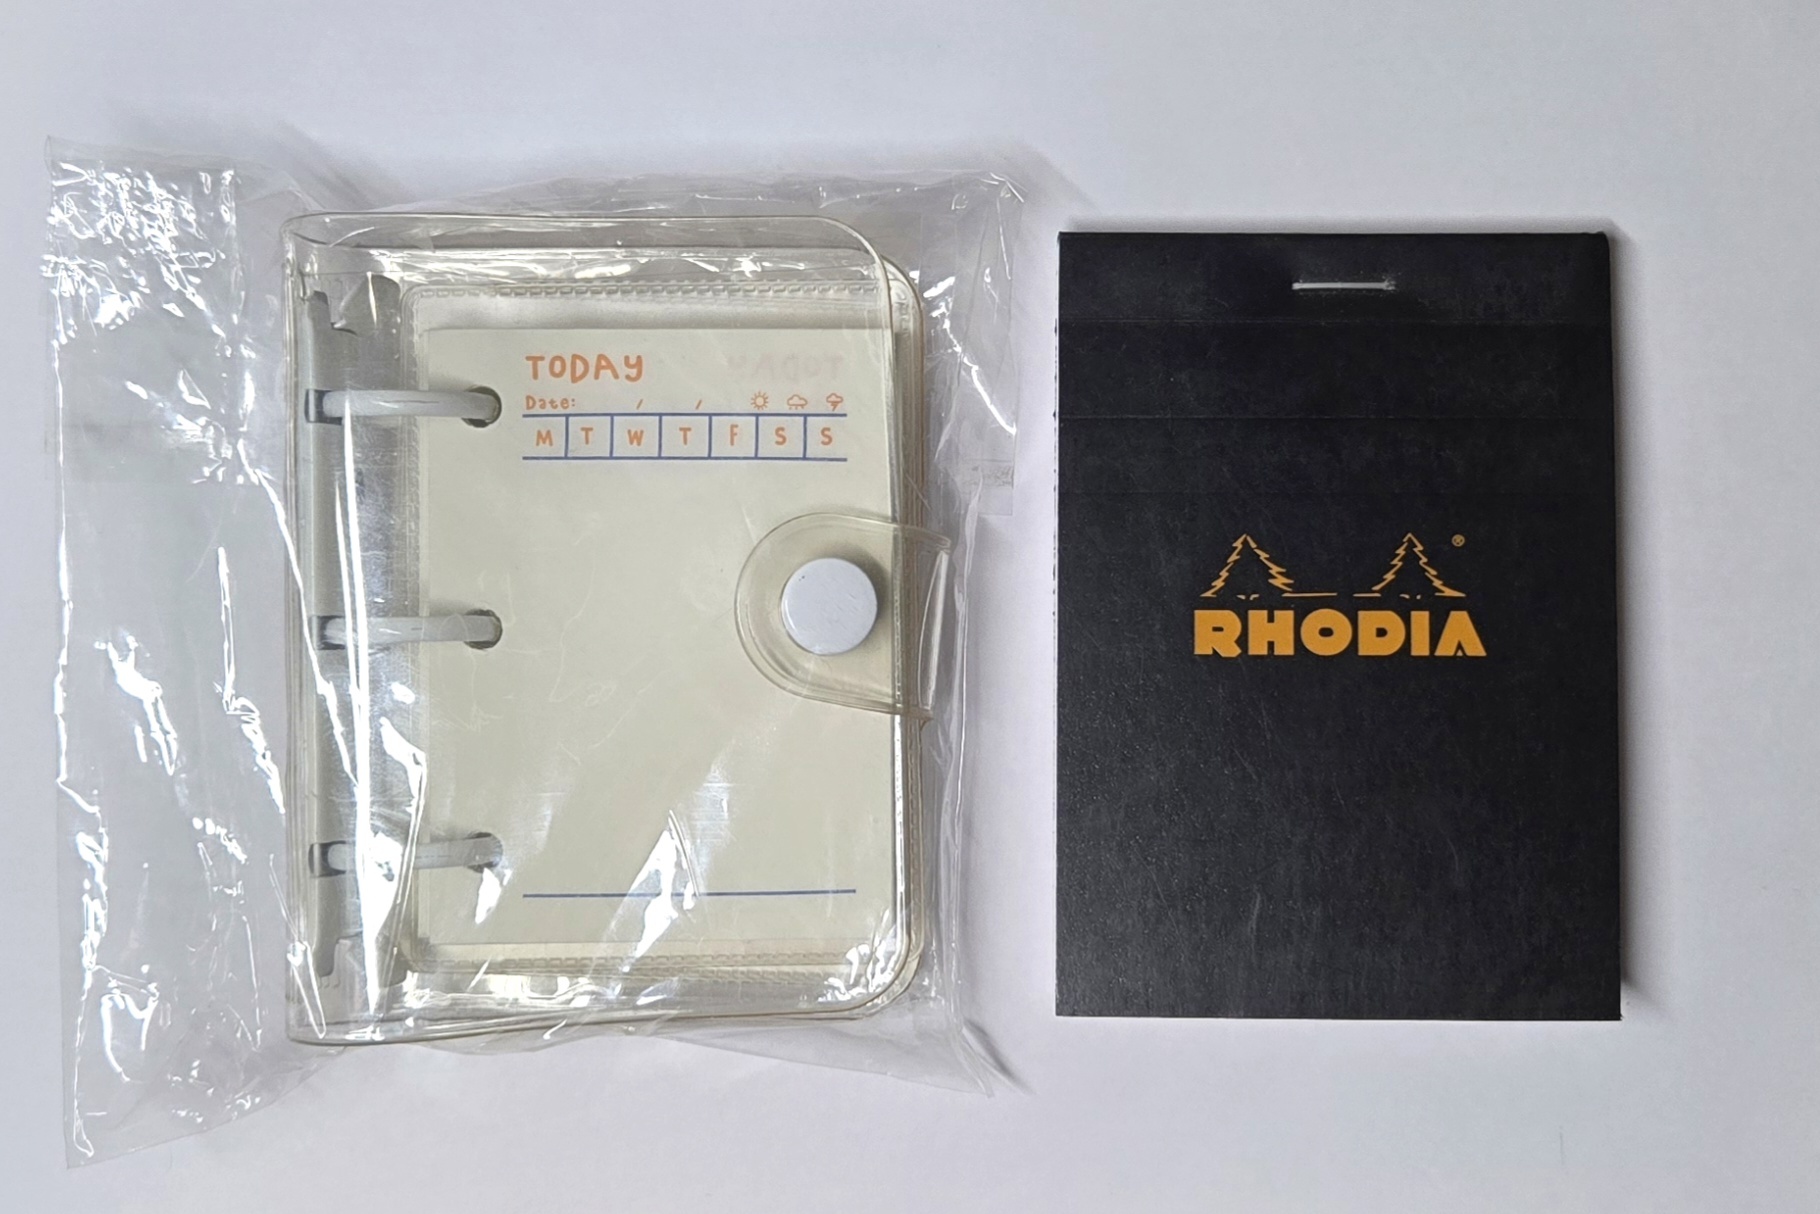 TODAY
Date: / /
M T W T F S S
RHODIA®